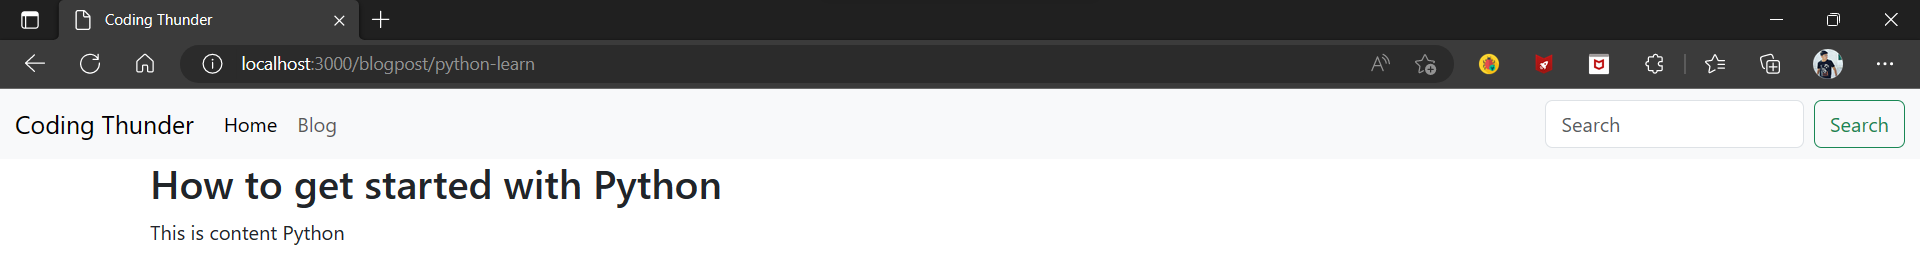 Coding Thunder
localhost:3000/blogpost/python-learn
Coding Thunder Home Blog Search Search
How to get started with Python
This is content Python